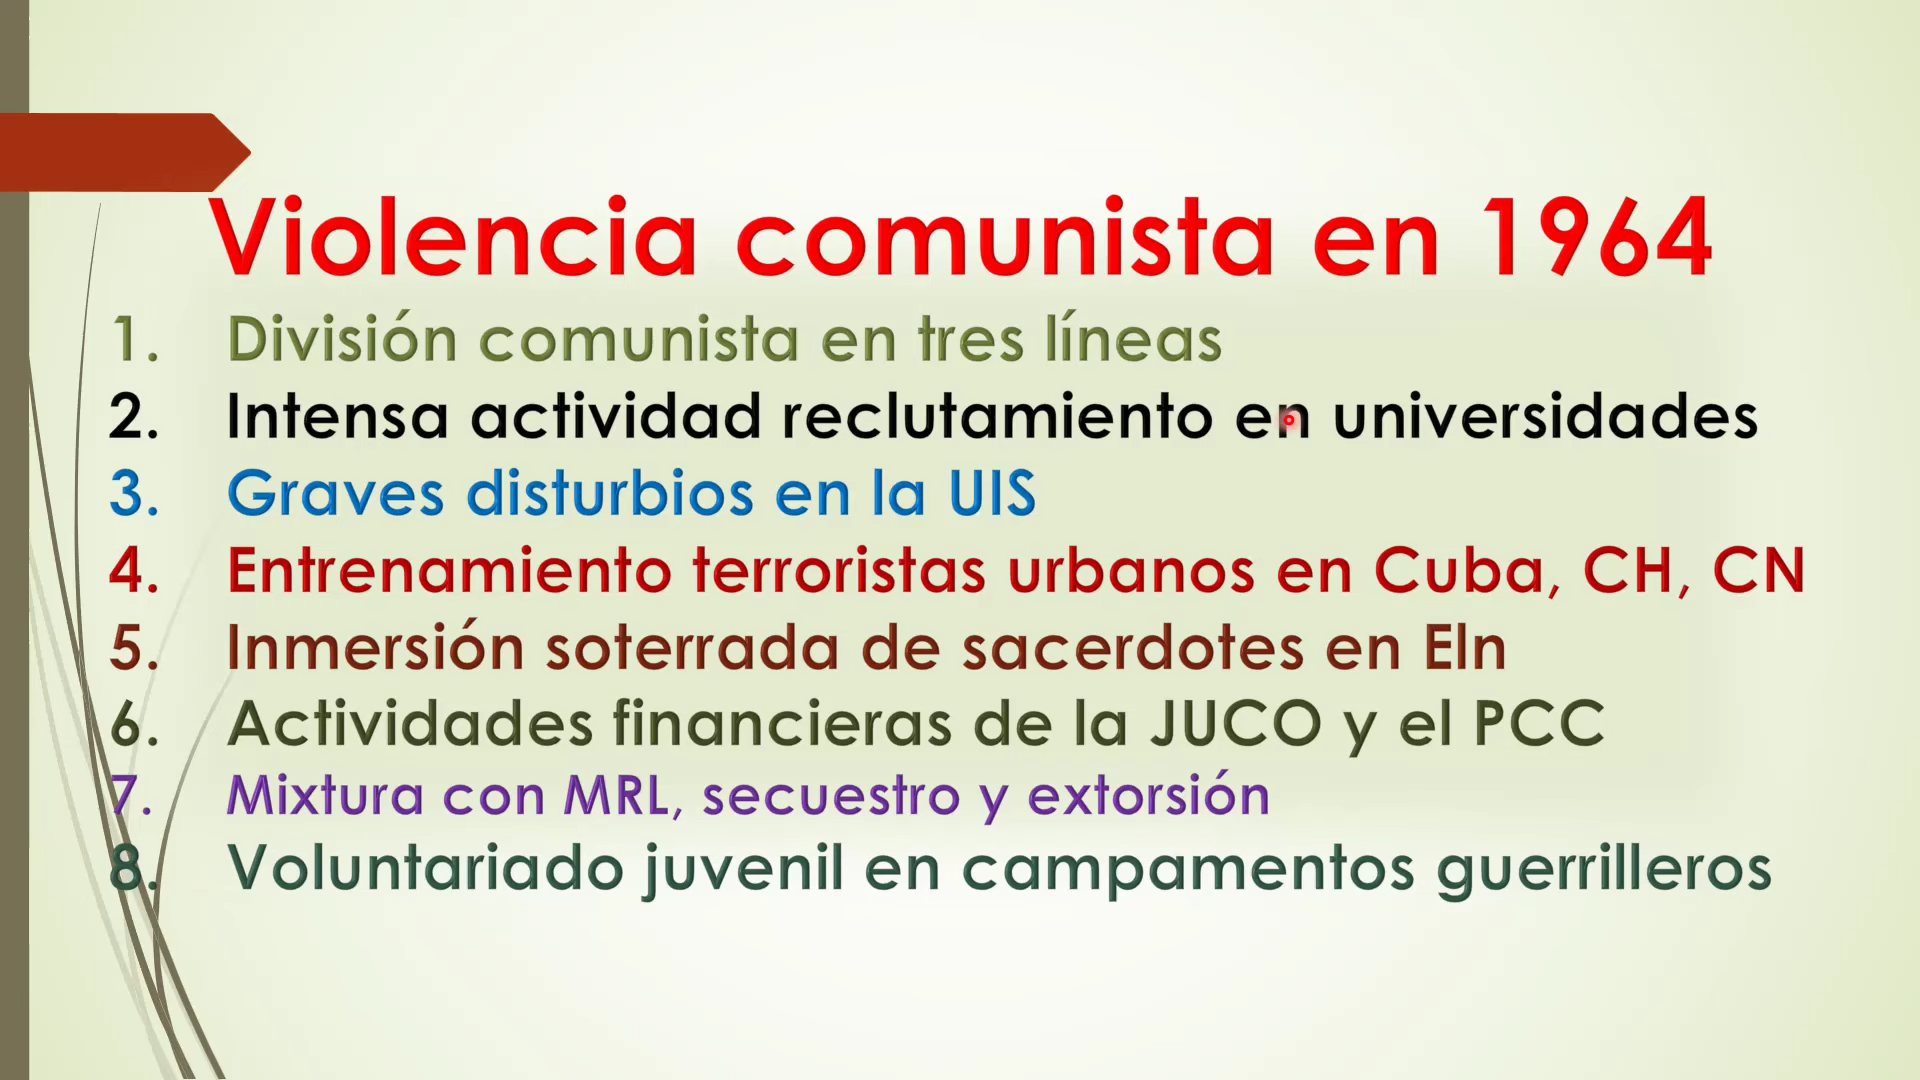 Violencia comunista en 1964
1. División comunista en tres líneas
2. Intensa actividad reclutamiento en universidades
3. Graves disturbios en la UIS
4. Entrenamiento terroristas urbanos en Cuba, CH, CN
5. Inmersión soterrada de sacerdotes en Eln
6. Actividades financieras de la JUCO y el PCC
7. Mixtura con MRL, secuestro y extorsión
8. Voluntariado juvenil en campamentos guerrilleros